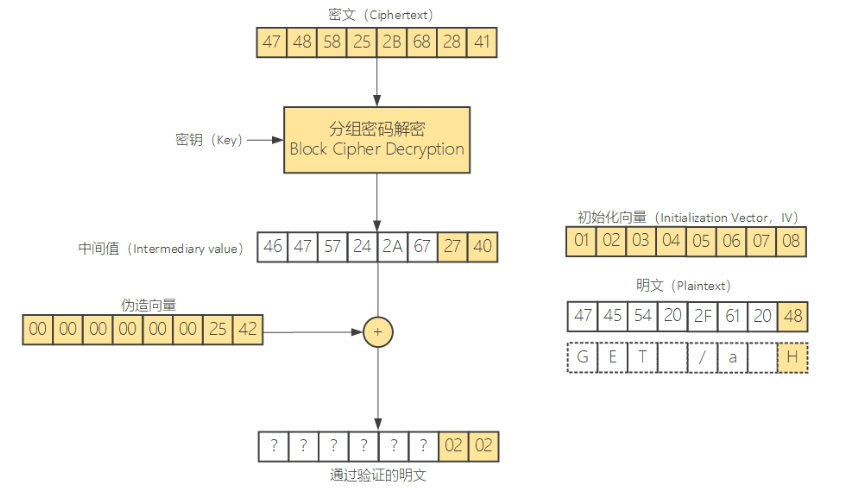 密文（Ciphertext）
47 48 58 25 2B 68 28 41
密钥（Key）
分组密码解密
Block Cipher Decryption
中间值（Intermediary value）
46 47 57 24 2A 67 27 40
初始化向量（Initialization Vector，IV）
01 02 03 04 05 06 07 08
伪造向量
00 00 00 00 00 00 25 42
+
明文（Plaintext）
47 45 54 20 2F 61 20 48
G E T / a H
? ? ? ? ? ? 02 02
通过验证的明文